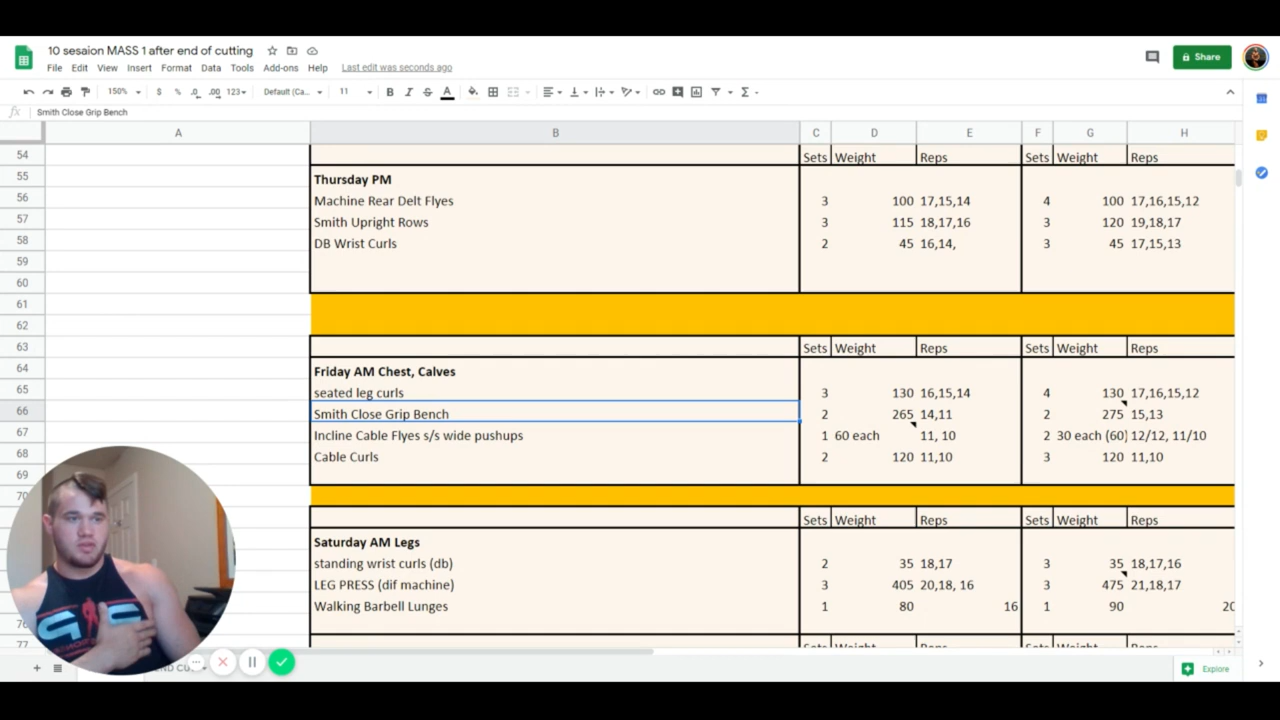 10 sesaion MASS 1 after end of cutting
File Edit View Insert Format Data Tools Add-ons Help Last edit was seconds ago
Share
150% $ % .0 .00 123 Default (Ca... 11 B I S A
fx Smith Close Grip Bench
A B C D E F G H
54 Sets Weight Reps Sets Weight Reps
55 Thursday PM
56 Machine Rear Delt Flyes 3 100 17,15,14 4 100 17,16,15,12
57 Smith Upright Rows 3 115 18,17,16 3 120 19,18,17
58 DB Wrist Curls 2 45 16,14, 3 45 17,15,13
59
60
61
62
63 Sets Weight Reps Sets Weight Reps
64 Friday AM Chest, Calves
65 seated leg curls 3 130 16,15,14 4 130 17,16,15,12
66 Smith Close Grip Bench 2 265 14,11 2 275 15,13
67 Incline Cable Flyes s/s wide pushups 1 60 each 11, 10 2 30 each (60) 12/12, 11/10
68 Cable Curls 2 120 11,10 3 120 11,10
69
70
Sets Weight Reps Sets Weight Reps
Saturday AM Legs
standing wrist curls (db) 2 35 18,17 3 35 18,17,16
LEG PRESS (dif machine) 3 405 20,18, 16 3 475 21,18,17
Walking Barbell Lunges 1 80 16 1 90 20
76
77
Explore